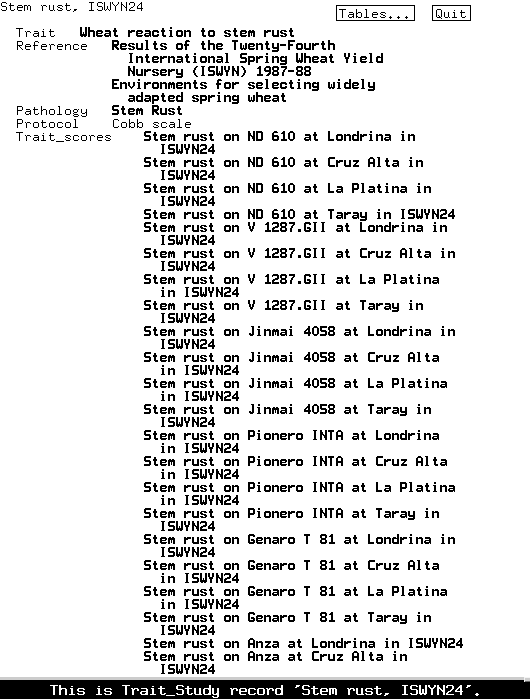 Stem rust, ISWYN24
Tables... Quit
Trait Wheat reaction to stem rust
Reference Results of the Twenty-Fourth
International Spring Wheat Yield
Nursery (ISWYN) 1987-88
Environments for selecting widely
adapted spring wheat
Pathology Stem Rust
Protocol Cobb scale
Trait_scores Stem rust on ND 610 at Londrina in
ISWYN24
Stem rust on ND 610 at Cruz Alta in
ISWYN24
Stem rust on ND 610 at La Platina in
ISWYN24
Stem rust on ND 610 at Taray in ISWYN24
Stem rust on V 1287.GII at Londrina in
ISWYN24
Stem rust on V 1287.GII at Cruz Alta in
ISWYN24
Stem rust on V 1287.GII at La Platina
in ISWYN24
Stem rust on V 1287.GII at Taray in
ISWYN24
Stem rust on Jinmai 4058 at Londrina in
ISWYN24
Stem rust on Jinmai 4058 at Cruz Alta
in ISWYN24
Stem rust on Jinmai 4058 at La Platina
in ISWYN24
Stem rust on Jinmai 4058 at Taray in
ISWYN24
Stem rust on Pionero INTA at Londrina
in ISWYN24
Stem rust on Pionero INTA at Cruz Alta
in ISWYN24
Stem rust on Pionero INTA at La Platina
in ISWYN24
Stem rust on Pionero INTA at Taray in
ISWYN24
Stem rust on Genaro T 81 at Londrina in
ISWYN24
Stem rust on Genaro T 81 at Cruz Alta
in ISWYN24
Stem rust on Genaro T 81 at La Platina
in ISWYN24
Stem rust on Genaro T 81 at Taray in
ISWYN24
Stem rust on Anza at Londrina in ISWYN24
Stem rust on Anza at Cruz Alta in
ISWYN24
This is Trait_Study record "Stem rust, ISWYN24".